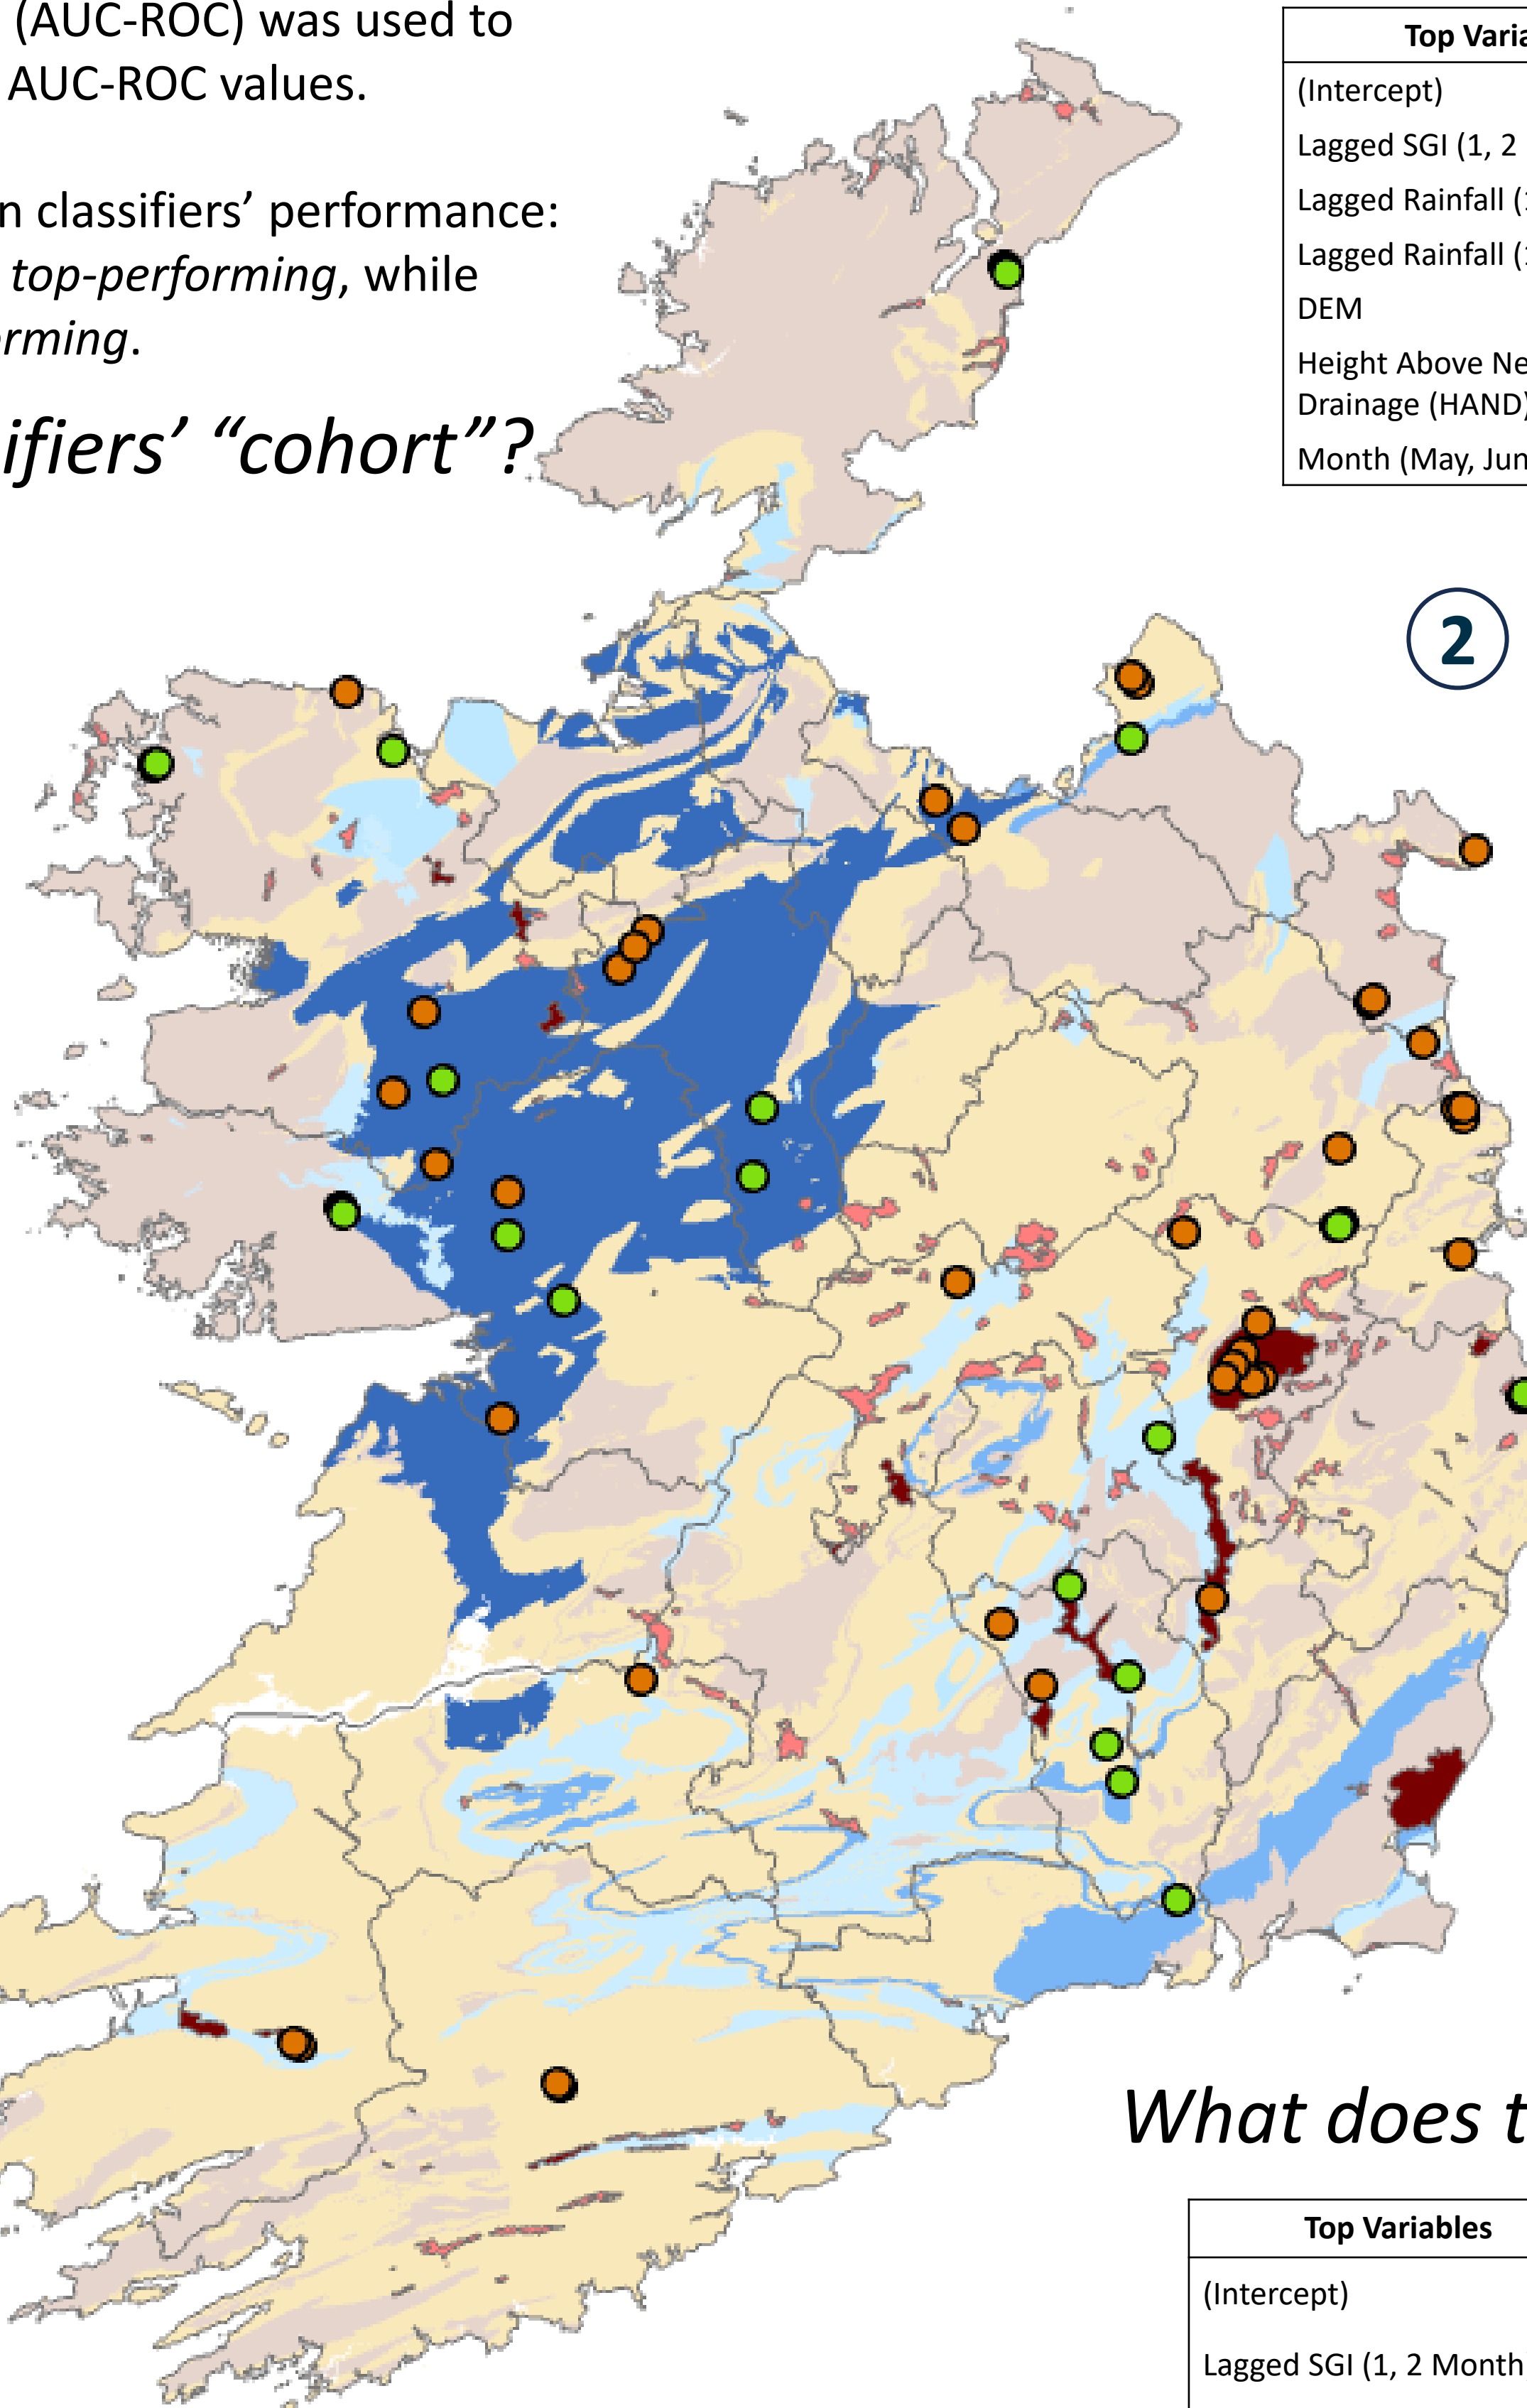 (AUC-ROC) was used to
AUC-ROC values.
n classifiers’ performance:
top-performing, while
rming.
ifiers’ “cohort”?
Top Varia
(Intercept)
Lagged SGI (1, 2
Lagged Rainfall (1
Lagged Rainfall (1
DEM
Height Above Ne
Drainage (HAND)
Month (May, Jun
2
What does t
Top Variables
(Intercept)
Lagged SGI (1, 2 Month